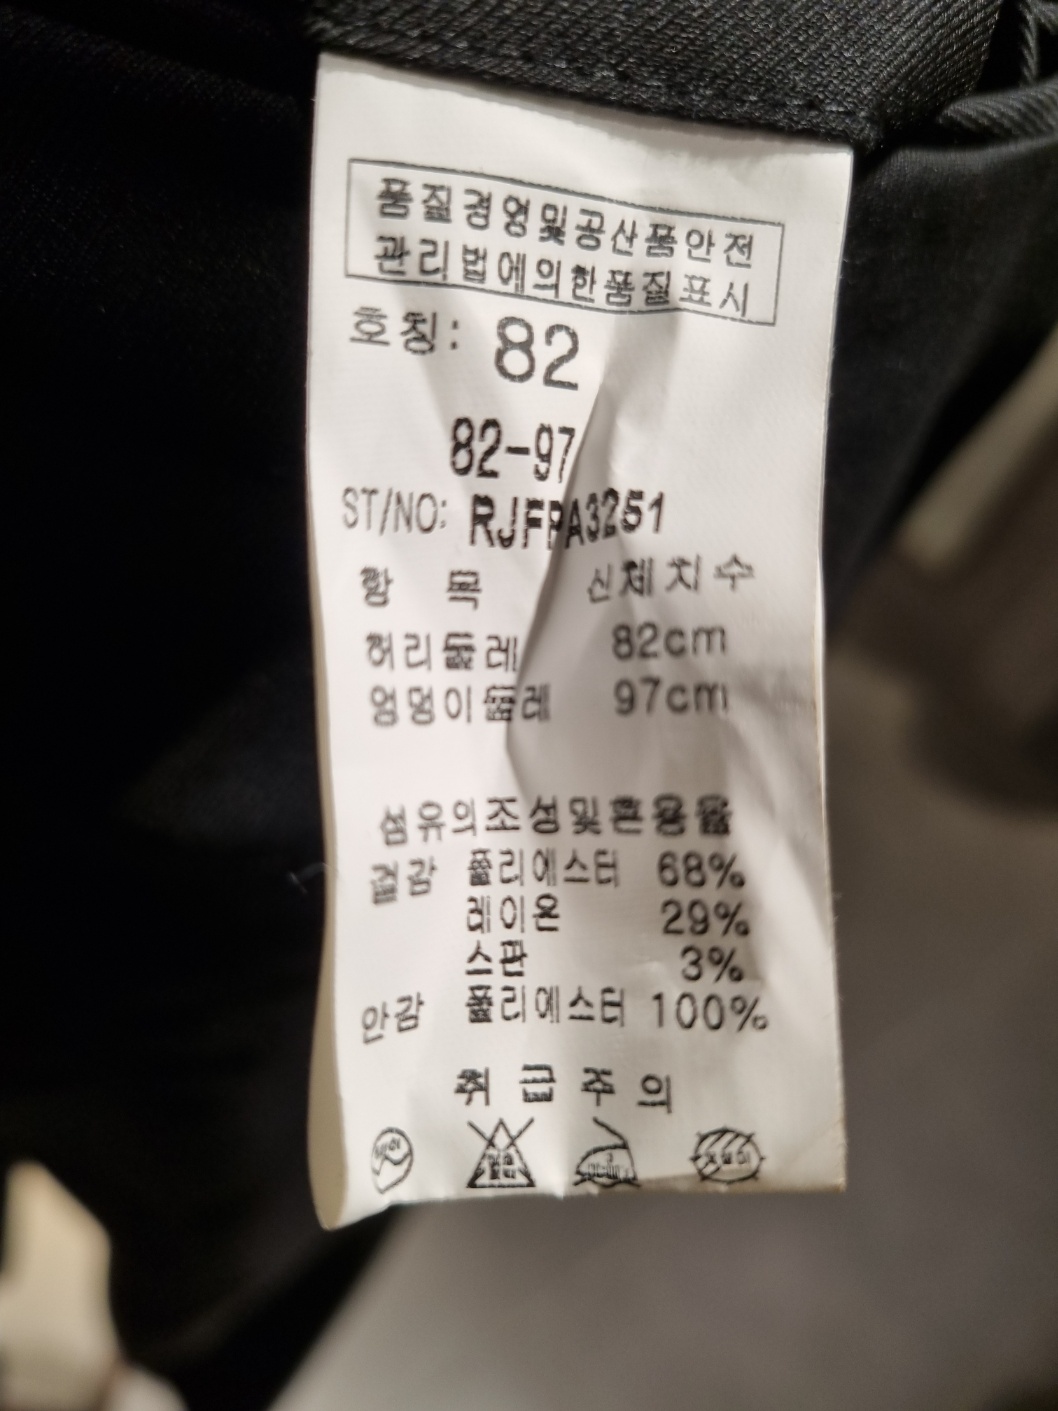 품질경영및공산품안전
관리법에의한품질표시
호칭: 82
82-97
ST/NO: RJFPA3251
항 목 신체치수
허리둘레 82cm
엉덩이둘레 97cm
섬유의조성및혼용율
겉감 폴리에스터 68%
레이온 29%
스판 3%
안감 폴리에스터 100%
취급주의
드라이